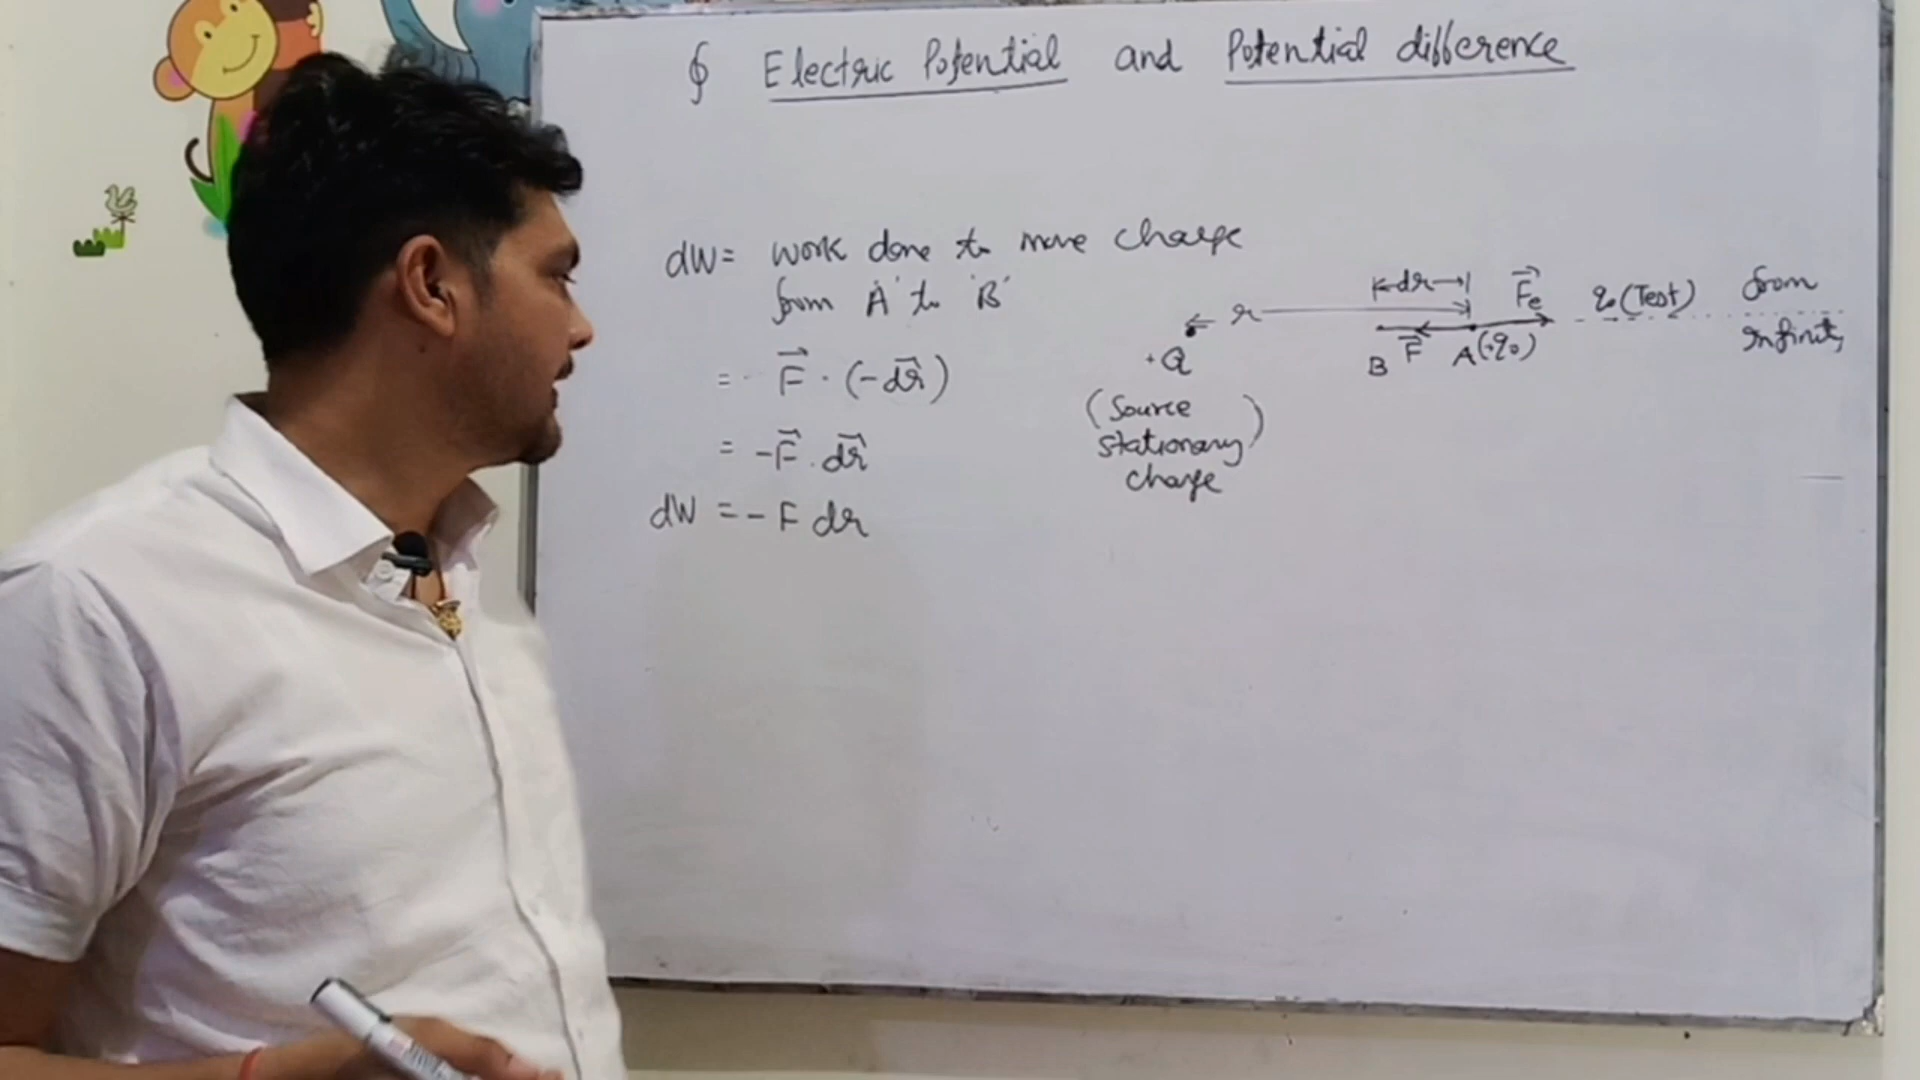 § Electric Potential and Potential difference
dW = work done to move charge
from 'A' to 'B'
= F⃗ · (-dr⃗)
= -F⃗ . dr⃗
dW = - F dr
dr
F⃗e
q₀ (Test)
from
infinity
r
+Q
B
F⃗
A(+q₀)
(Source
stationary)
charge